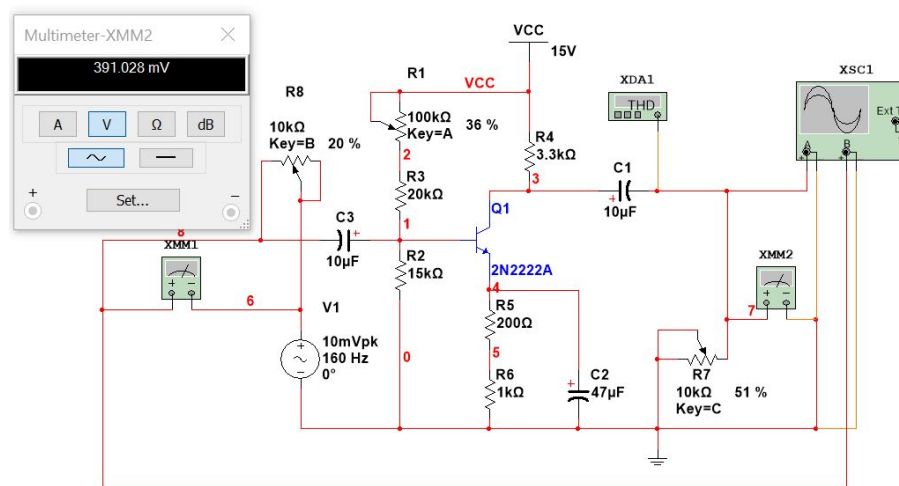 Multimeter-XMM2
391.028 mV
A
V
Ω
dB
+
Set...
−
VCC
15V
XDA1
THD
XSC1
Ext T
A
B
R8
10kΩ
Key=B
20 %
R1
100kΩ
Key=A
36 %
VCC
2
R4
3.3kΩ
3
C1
10µF
+
R3
20kΩ
1
Q1
2N2222A
8
C3
10µF
+
R2
15kΩ
XMM1
+ −
6
V1
10mVpk
160 Hz
0°
0
4
R5
200Ω
5
R6
1kΩ
C2
47µF
+
XMM2
+ −
7
R7
10kΩ
Key=C
51 %